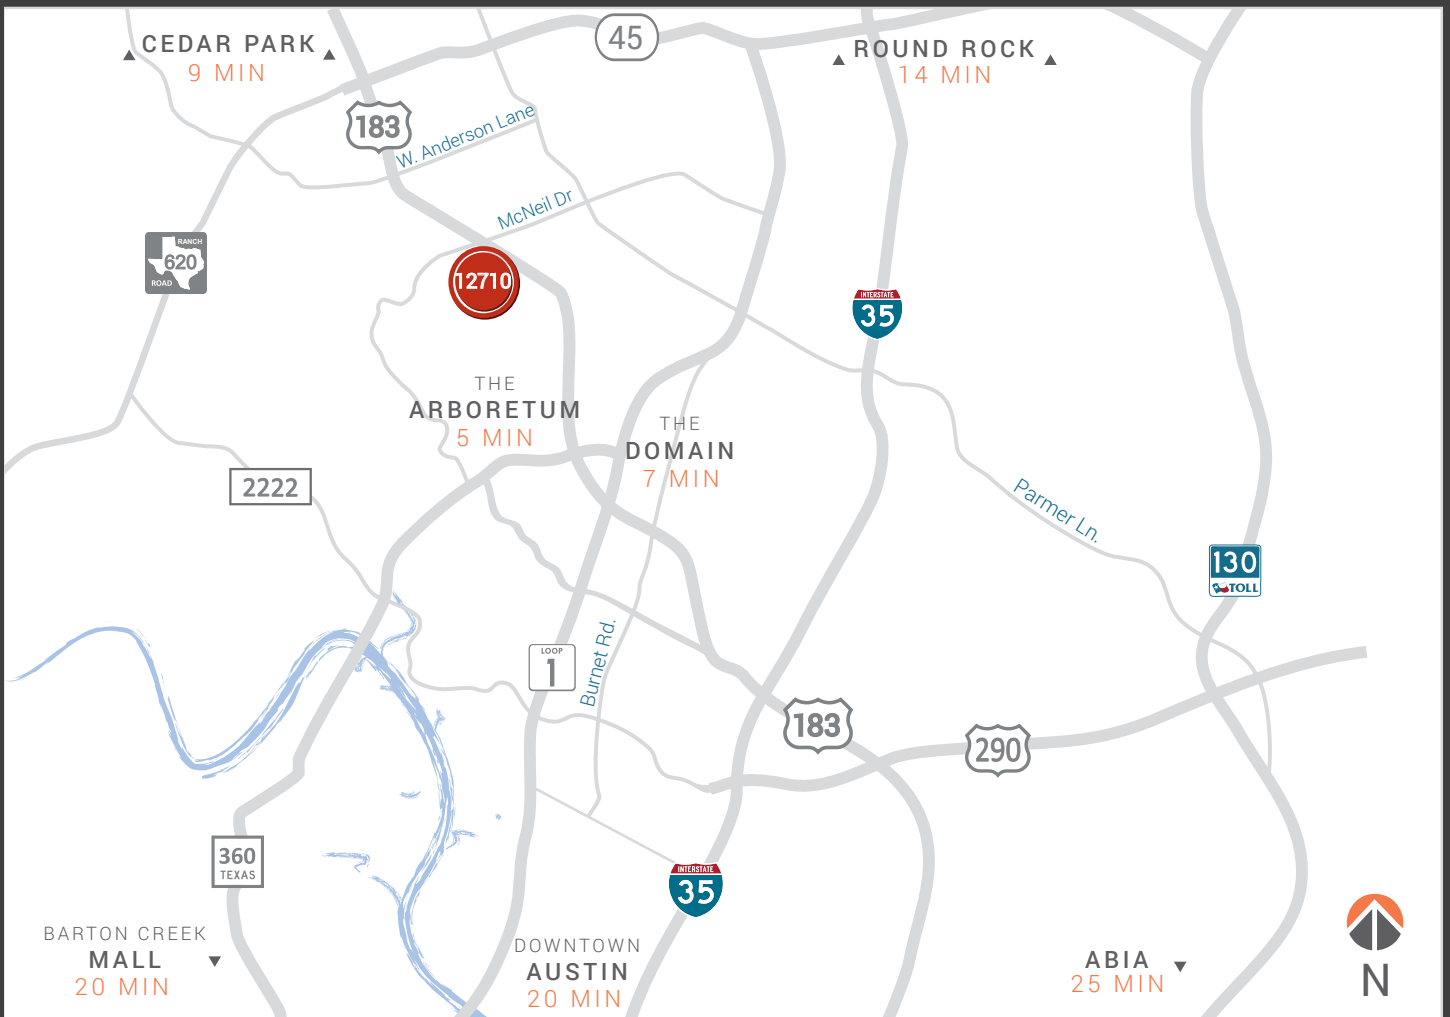 CEDAR PARK
9 MIN
45
ROUND ROCK
14 MIN
183
W. Anderson Lane
McNeil Dr
RANCH
620
ROAD
12710
INTERSTATE
35
THE
ARBORETUM
5 MIN
THE
DOMAIN
7 MIN
2222
Parmer Ln.
130
TOLL
LOOP
1
Burnet Rd.
183
290
360
TEXAS
INTERSTATE
35
BARTON CREEK
MALL
20 MIN
DOWNTOWN
AUSTIN
20 MIN
ABIA
25 MIN
N